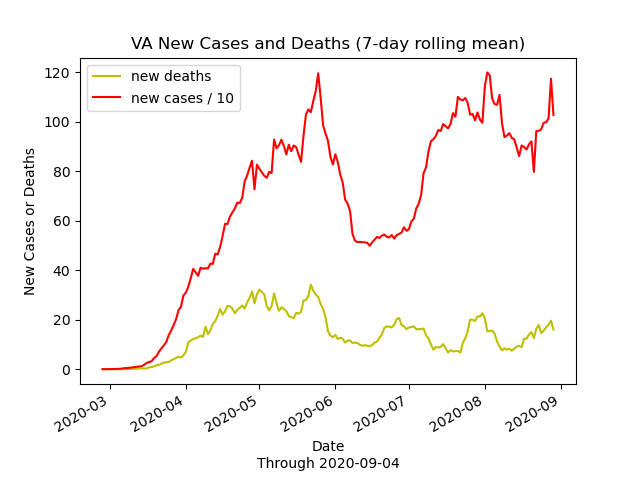 VA New Cases and Deaths (7-day rolling mean)
new deaths
new cases / 10
120
100
80
60
40
20
0
New Cases or Deaths
2020-03
2020-04
2020-05
2020-06
2020-07
2020-08
2020-09
Date
Through 2020-09-04